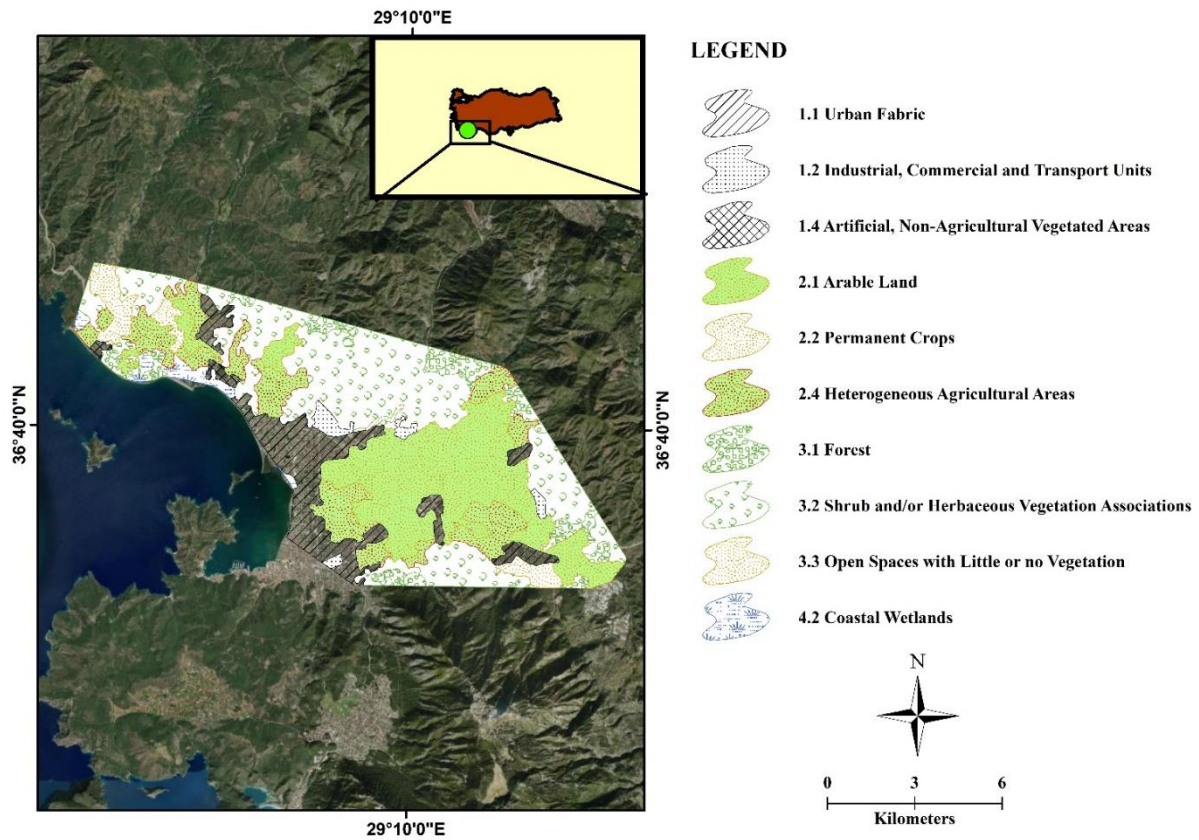 29°10'0"E
LEGEND
1.1 Urban Fabric
1.2 Industrial, Commercial and Transport Units
1.4 Artificial, Non-Agricultural Vegetated Areas
2.1 Arable Land
2.2 Permanent Crops
2.4 Heterogeneous Agricultural Areas
3.1 Forest
3.2 Shrub and/or Herbaceous Vegetation Associations
3.3 Open Spaces with Little or no Vegetation
4.2 Coastal Wetlands
36°40'0"N
36°40'0"N
N
0 3 6
Kilometers
29°10'0"E